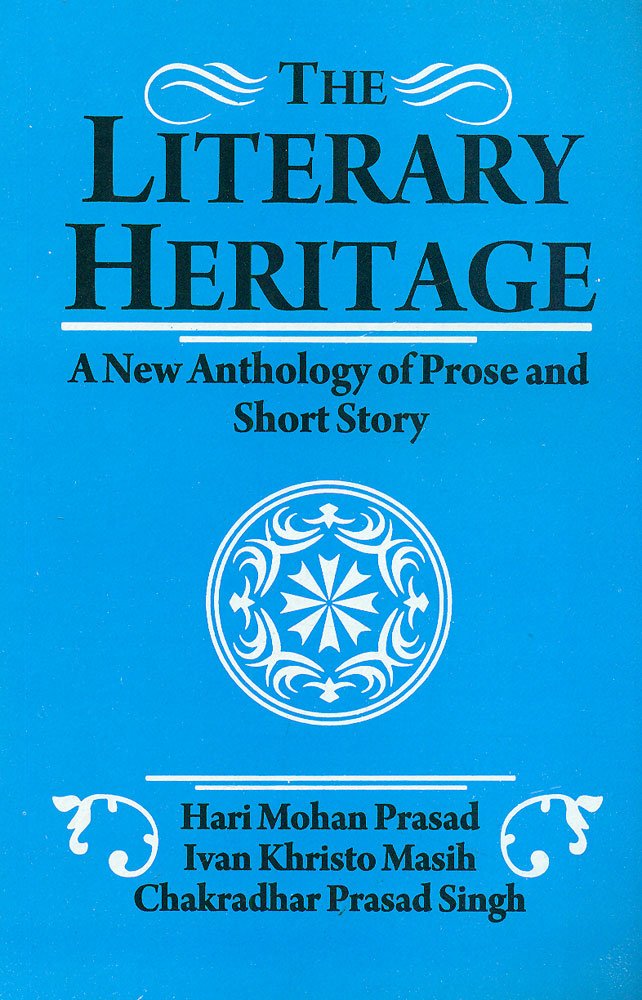 THE
LITERARY
HERITAGE
A New Anthology of Prose and
Short Story
Hari Mohan Prasad
Ivan Khristo Masih
Chakradhar Prasad Singh